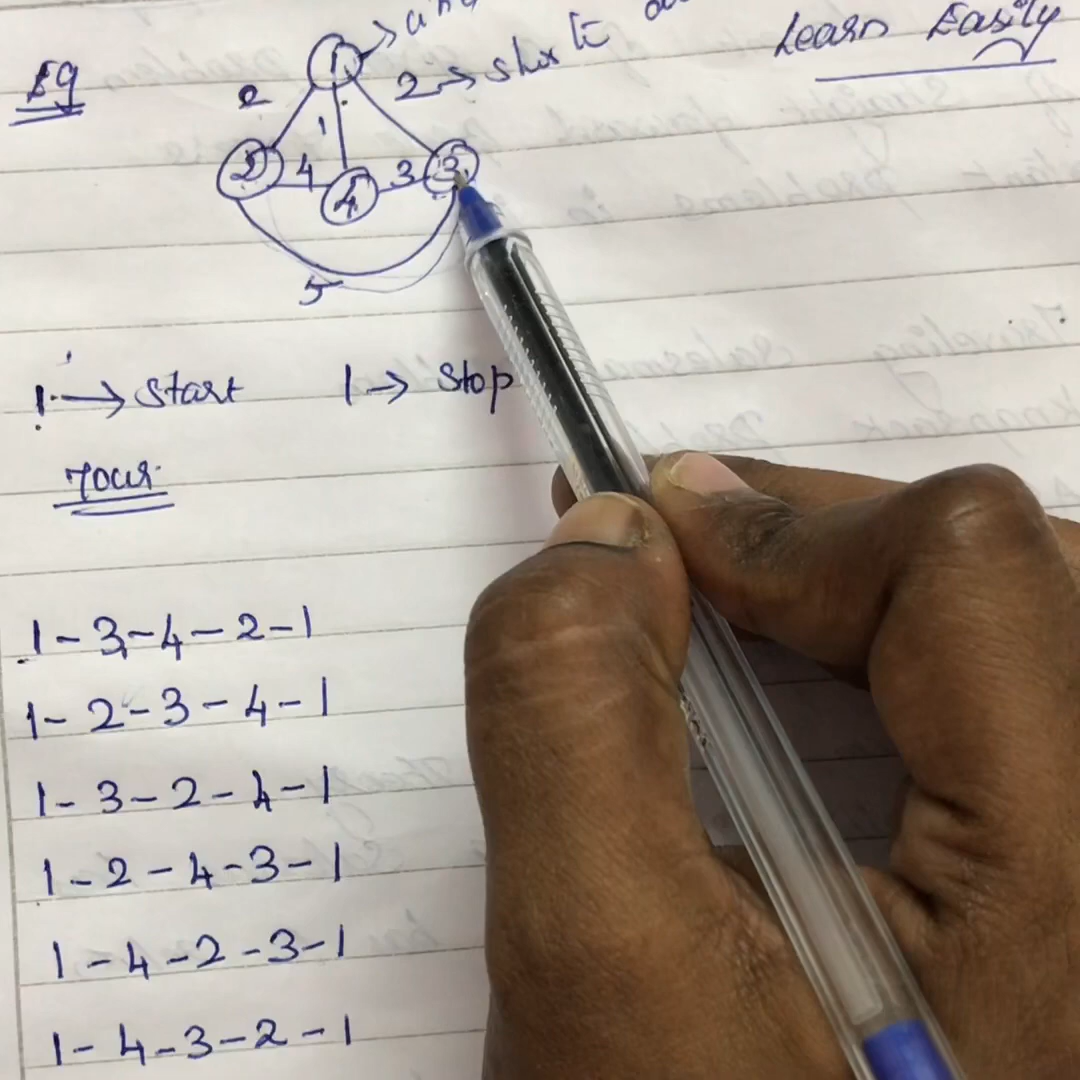 Learn Easily
Eg
1
2
2 → start
1
2 4 4 3 3
5
1 → Start 1 → Stop
Tour
1 - 3 - 4 - 2 - 1
1 - 2 - 3 - 4 - 1
1 - 3 - 2 - 4 - 1
1 - 2 - 4 - 3 - 1
1 - 4 - 2 - 3 - 1
1 - 4 - 3 - 2 - 1